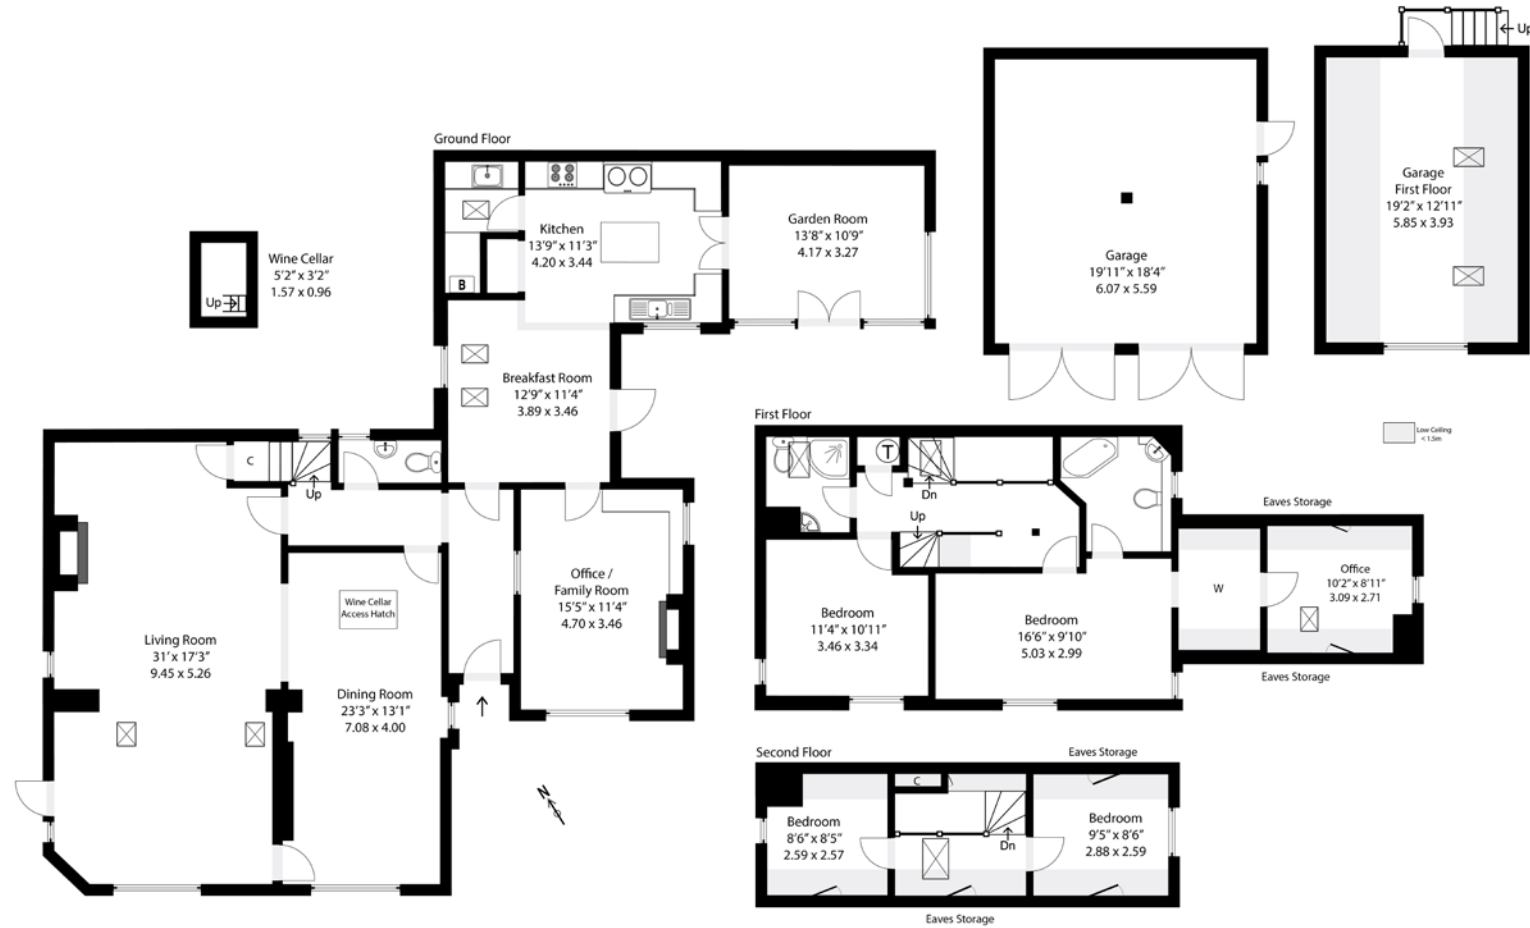 Up
Garage
First Floor
19'2" x 12'11"
5.85 x 3.93
Garage
19'11" x 18'4"
6.07 x 5.59
Ground Floor
Kitchen
13'9" x 11'3"
4.20 x 3.44
B
Garden Room
13'8" x 10'9"
4.17 x 3.27
Wine Cellar
5'2" x 3'2"
1.57 x 0.96
Up
Breakfast Room
12'9" x 11'4"
3.89 x 3.46
C
Up
Living Room
31' x 17'3"
9.45 x 5.26
Wine Cellar
Access Hatch
Dining Room
23'3" x 13'1"
7.08 x 4.00
Office /
Family Room
15'5" x 11'4"
4.70 x 3.46
N
First Floor
Low Ceiling
< 1.5m
T
Dn
Up
Bedroom
11'4" x 10'11"
3.46 x 3.34
Bedroom
16'6" x 9'10"
5.03 x 2.99
W
Eaves Storage
Office
10'2" x 8'11"
3.09 x 2.71
Eaves Storage
Second Floor
Eaves Storage
C
Bedroom
8'6" x 8'5"
2.59 x 2.57
Dn
Bedroom
9'5" x 8'6"
2.88 x 2.59
Eaves Storage